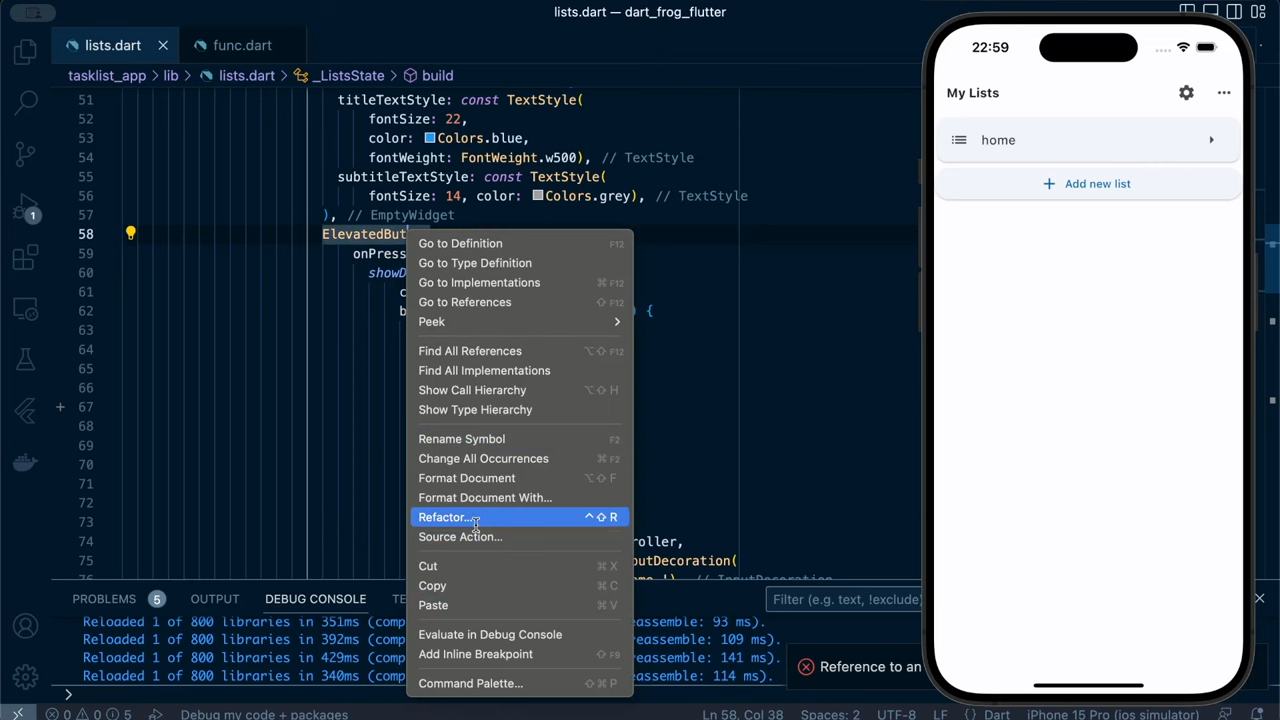 lists.dart — dart_frog_flutter
lists.dart
func.dart
tasklist_app > lib > lists.dart > _ListsState > build
51 titleTextStyle: const TextStyle(
52 fontSize: 22,
53 color: Colors.blue,
54 fontWeight: FontWeight.w500), // TextStyle
55 subtitleTextStyle: const TextStyle(
56 fontSize: 14, color: Colors.grey), // TextStyle
57 ), // EmptyWidget
58 ElevatedBut
59 onPress
60 showD
61 c
62 b ) {
63
64
65
66
67
68
69
70
71
72
73
74 roller,
75 putDecoration(
Go to Definition F12
Go to Type Definition
Go to Implementations ⌘ F12
Go to References ⇧ F12
Peek
Find All References ⌥⇧ F12
Find All Implementations
Show Call Hierarchy ⌥⇧ H
Show Type Hierarchy
Rename Symbol F2
Change All Occurrences ⌘ F2
Format Document ⌥⇧ F
Format Document With...
Refactor... ^⇧ R
Source Action...
Cut ⌘ X
Copy ⌘ C
Paste ⌘ V
Evaluate in Debug Console
Add Inline Breakpoint ⇧ F9
Command Palette... ⇧⌘ P
1
PROBLEMS 5 OUTPUT DEBUG CONSOLE TE
Filter (e.g. text, !exclude)
Reloaded 1 of 800 libraries in 351ms (comp reassemble: 93 ms).
Reloaded 1 of 800 libraries in 392ms (comp reassemble: 109 ms).
Reloaded 1 of 800 libraries in 429ms (comp reassemble: 141 ms).
Reloaded 1 of 800 libraries in 340ms (comp reassemble: 114 ms).
Reference to an
0 0 5 Debug my code + packages Ln 58, Col 38 Spaces: 2 UTF-8 LF {} Dart iPhone 15 Pro (ios simulator)
22:59
My Lists
home
+ Add new list